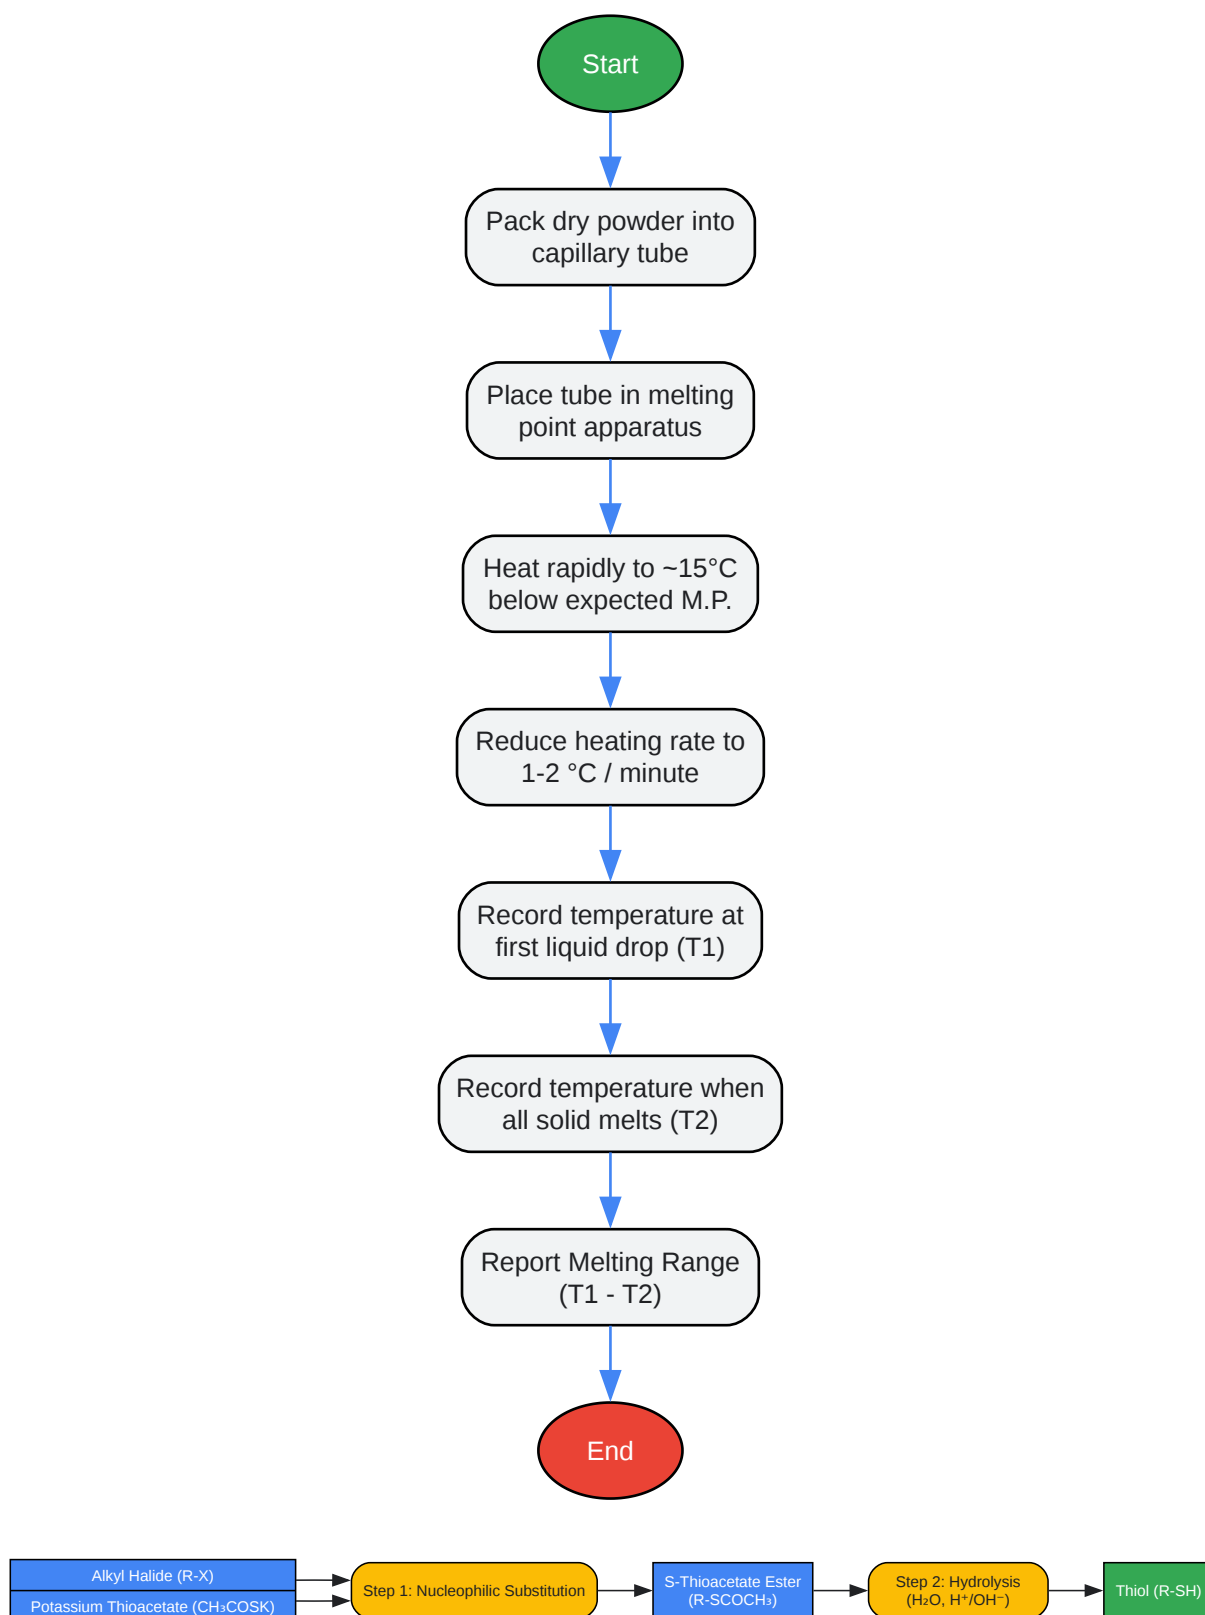 Start
Pack dry powder into
capillary tube
Place tube in melting
point apparatus
Heat rapidly to ~15°C
below expected M.P.
Reduce heating rate to
1-2 °C / minute
Record temperature at
first liquid drop (T1)
Record temperature when
all solid melts (T2)
Report Melting Range
(T1 - T2)
End
Alkyl Halide (R-X)
Potassium Thioacetate (CH₃COSK)
Step 1: Nucleophilic Substitution
S-Thioacetate Ester
(R-SCOCH₃)
Step 2: Hydrolysis
(H₂O, H⁺/OH⁻)
Thiol (R-SH)